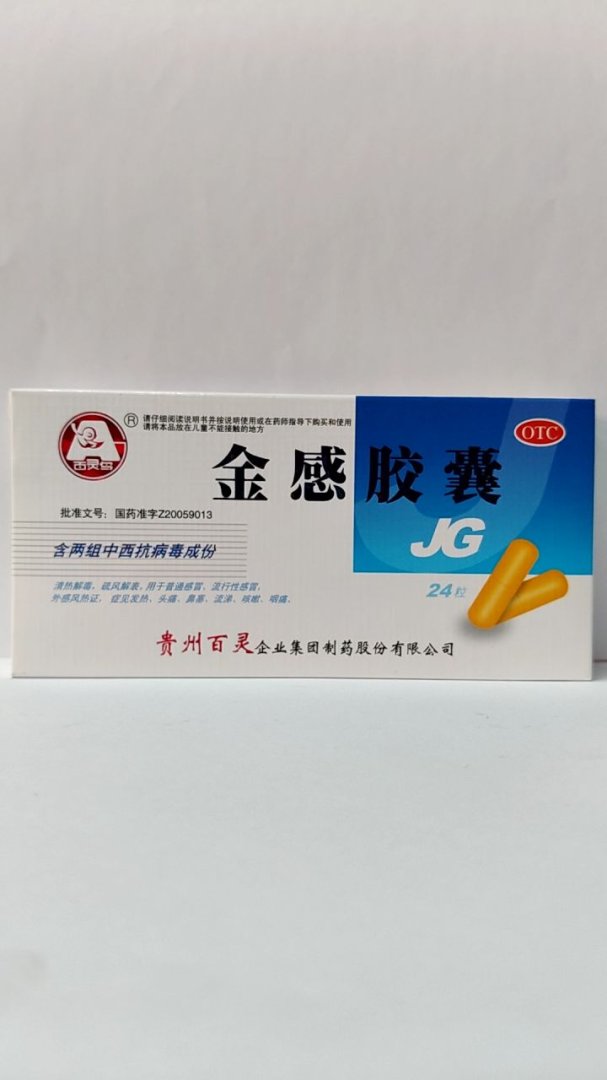 百灵鸟
®
请仔细阅读说明书并按说明使用或在药师指导下购买和使用
请将本品放在儿童不能接触的地方
OTC
金感胶囊
批准文号：国药准字Z20059013
JG
含两组中西抗病毒成份
清热解毒，疏风解表。用于普通感冒，流行性感冒，
外感风热证，症见发热、头痛、鼻塞、流涕、咳嗽、咽痛。
24粒
贵州百灵企业集团制药股份有限公司